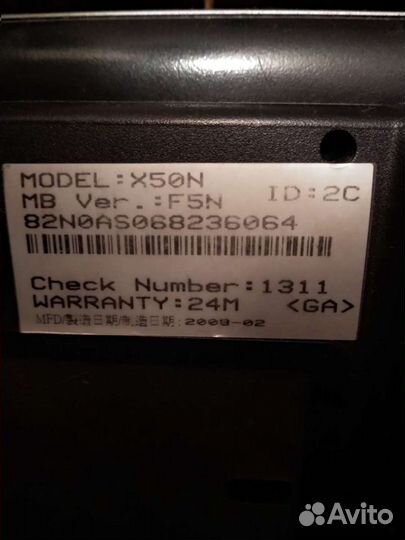 MODEL:X50N
ID:2C
MB Ver.:F5N
82N0AS068236064
Check Number:1311
WARRANTY:24M <GA>
MFD/製造日期/制造日期:2008-02
Avito